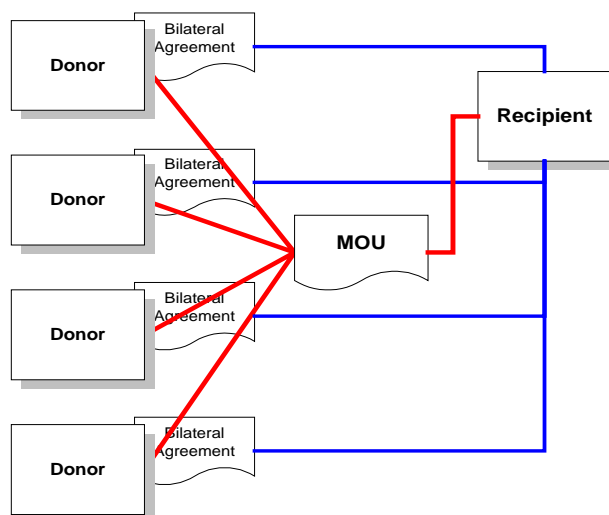 Bilateral
Agreement
Donor
Recipient
Bilateral
Agreement
Donor
MOU
Bilateral
Agreement
Donor
Bilateral
Agreement
Donor